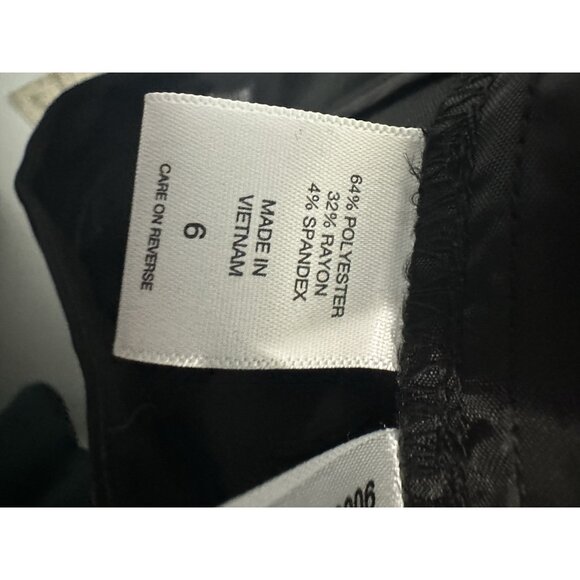 64% POLYESTER
32% RAYON
4% SPANDEX
MADE IN
VIETNAM
6
CARE ON REVERSE